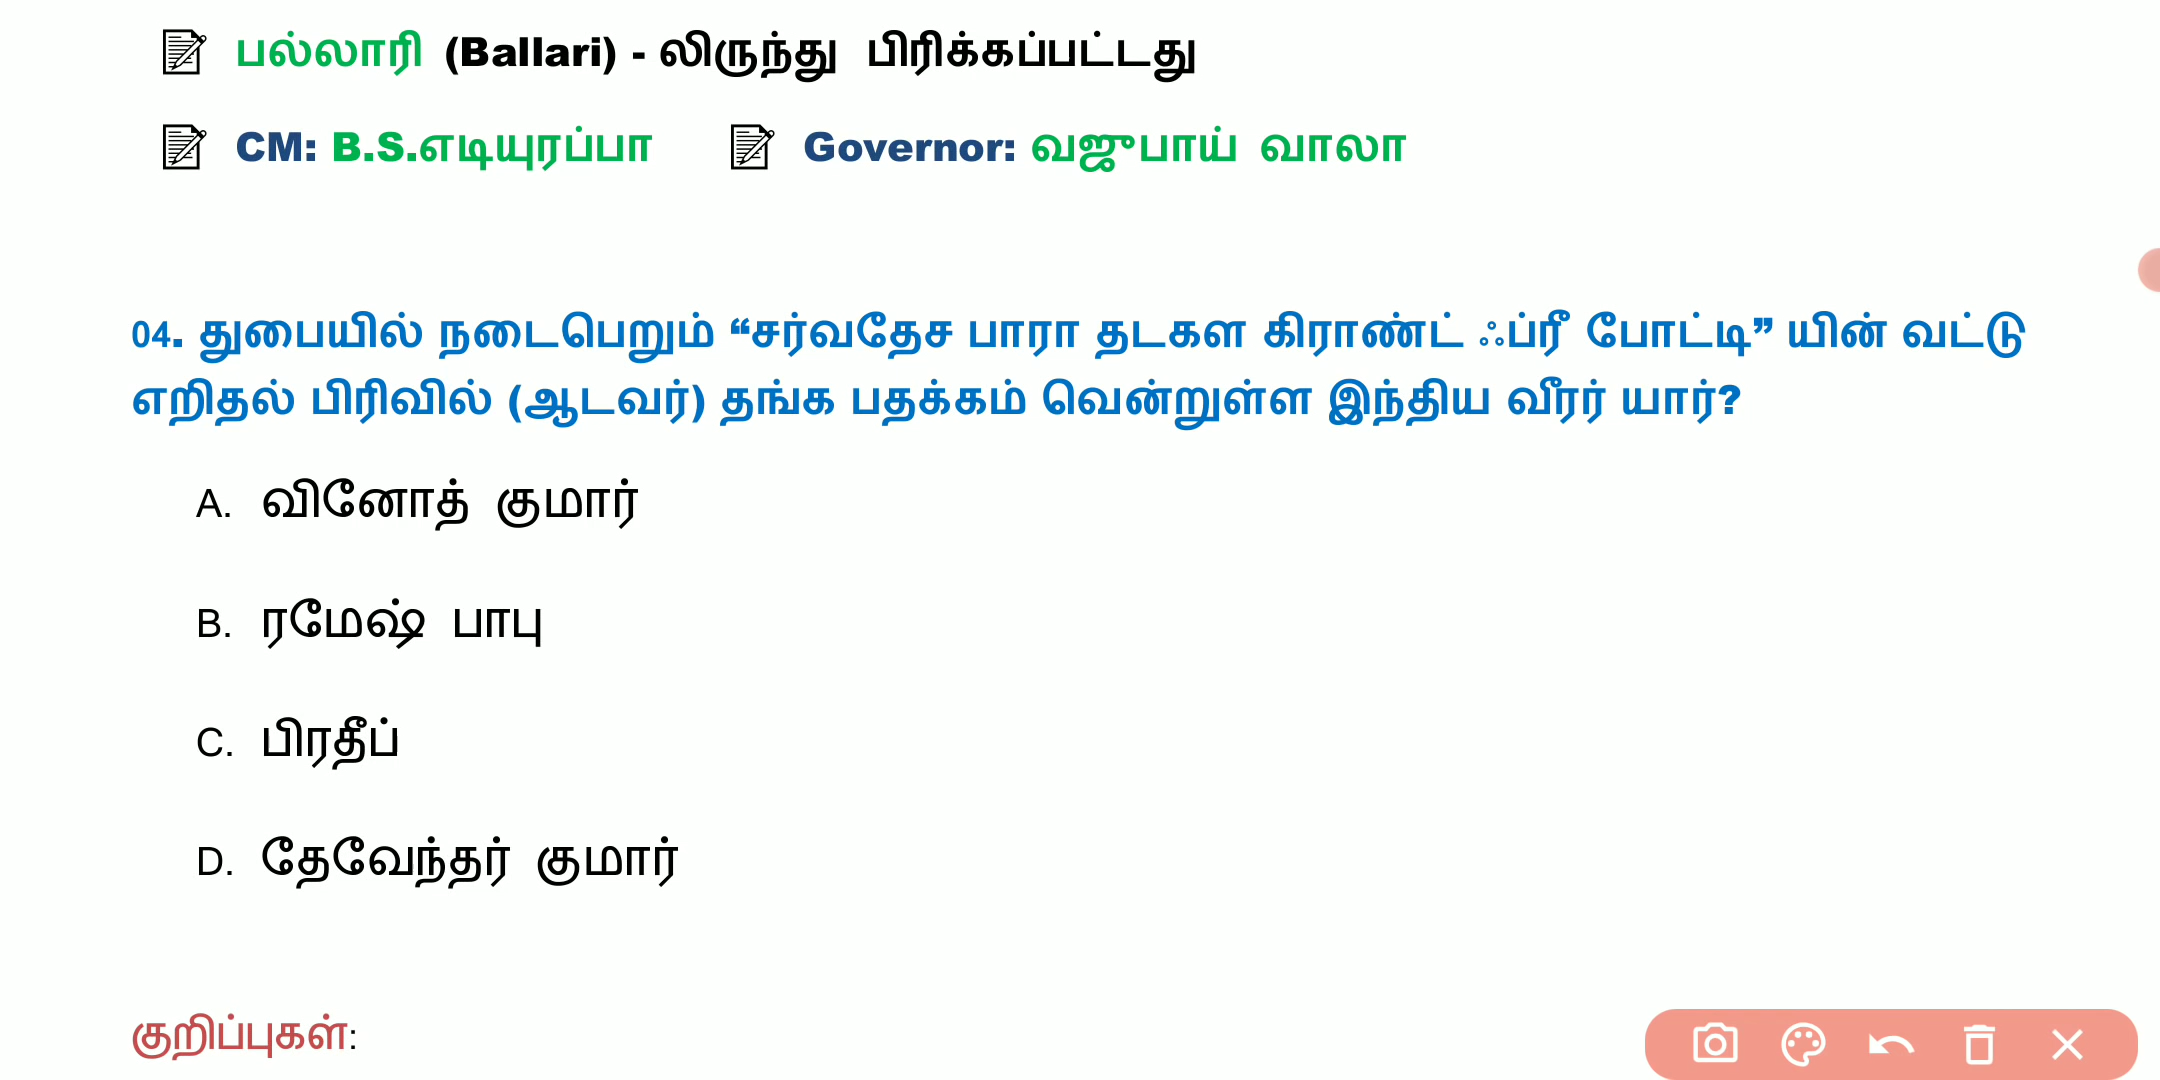 பல்லாரி (Ballari) - லிருந்து பிரிக்கப்பட்டது
CM: B.S.எடியுரப்பா Governor: வஜுபாய் வாலா
04. துபையில் நடைபெறும் “சர்வதேச பாரா தடகள கிராண்ட் ஃப்ரீ போட்டி” யின் வட்டு
எறிதல் பிரிவில் (ஆடவர்) தங்க பதக்கம் வென்றுள்ள இந்திய வீரர் யார்?
A. வினோத் குமார்
B. ரமேஷ் பாபு
C. பிரதீப்
D. தேவேந்தர் குமார்
குறிப்புகள்: